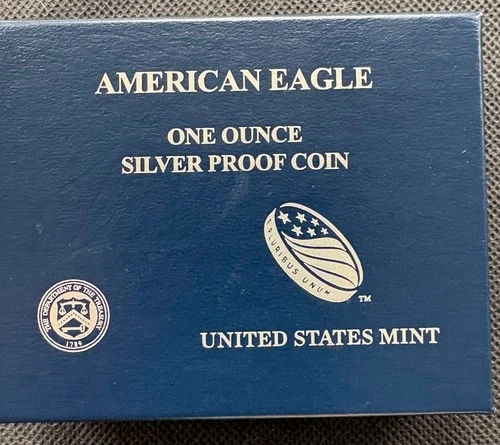 AMERICAN EAGLE
ONE OUNCE
SILVER PROOF COIN
E PLURIBUS UNUM
TM
THE DEPARTMENT OF THE TREASURY
1789
UNITED STATES MINT